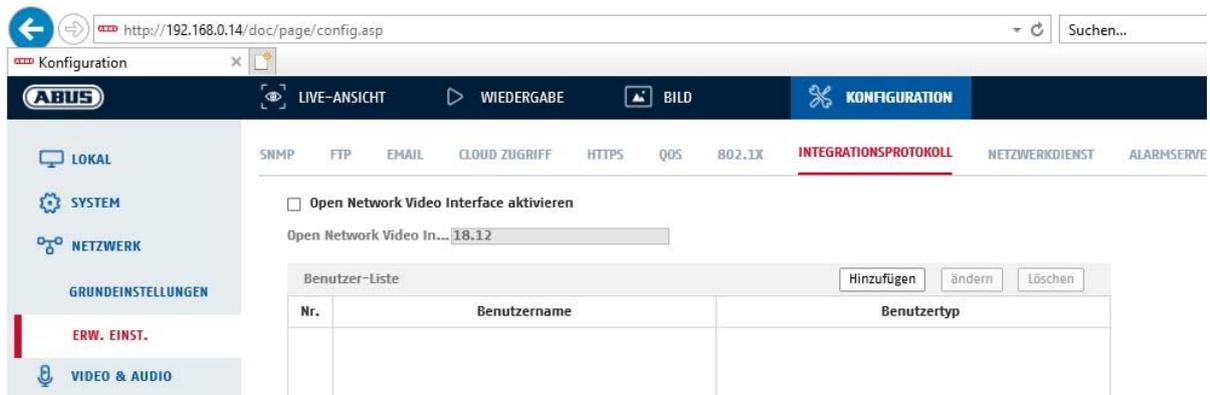 http://192.168.0.14/doc/page/config.asp Suchen...
Konfiguration
ABUS LIVE-ANSICHT WIEDERGABE BILD KONFIGURATION
LOKAL
SYSTEM
NETZWERK
GRUNDEINSTELLUNGEN
ERW. EINST.
VIDEO & AUDIO
SNMP FTP EMAIL CLOUD ZUGRIFF HTTPS QOS 802.1X INTEGRATIONSPROTOKOLL NETZWERKDIENST ALARMSERVE
Open Network Video Interface aktivieren
Open Network Video In... 18.12
Benutzer-Liste Hinzufügen ändern Löschen
Nr. Benutzername Benutzertyp